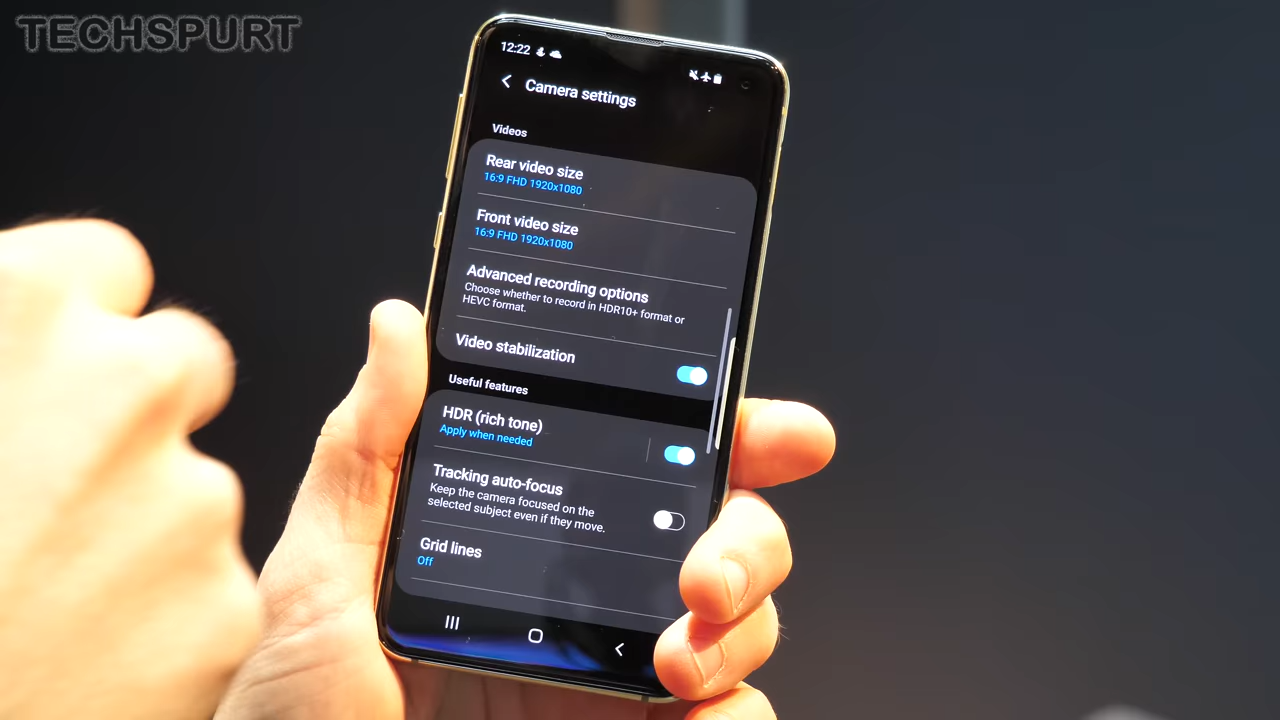 TECHSPURT
12:22
Camera settings
Videos
Rear video size
16:9 FHD 1920x1080
Front video size
16:9 FHD 1920x1080
Advanced recording options
Choose whether to record in HDR10+ format or
HEVC format.
Video stabilization
Useful features
HDR (rich tone)
Apply when needed
Tracking auto-focus
Keep the camera focused on the
selected subject even if they move.
Grid lines
Off